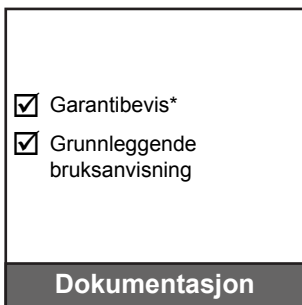 ☑ Garantibevis*
☑ Grunnleggende
bruksanvisning
Dokumentasjon